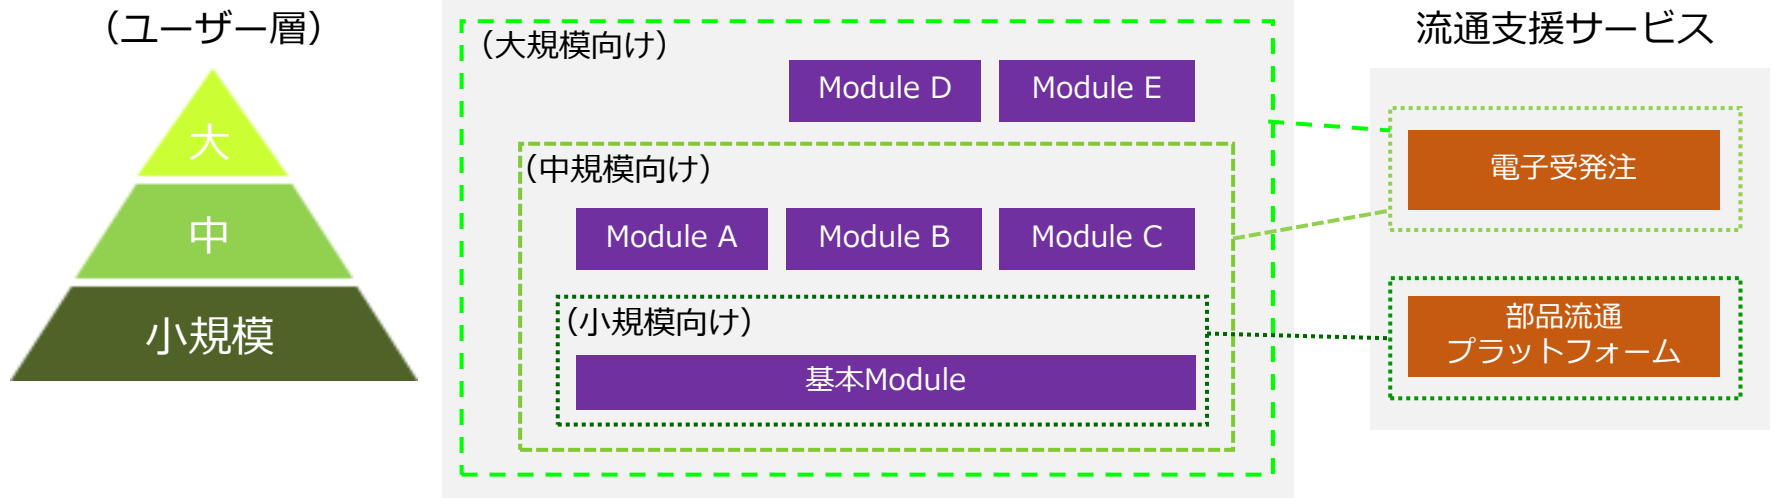 （ユーザー層）
大
中
小規模
（大規模向け）
Module D
Module E
（中規模向け）
Module A
Module B
Module C
（小規模向け）
基本Module
流通支援サービス
電子受発注
部品流通
プラットフォーム